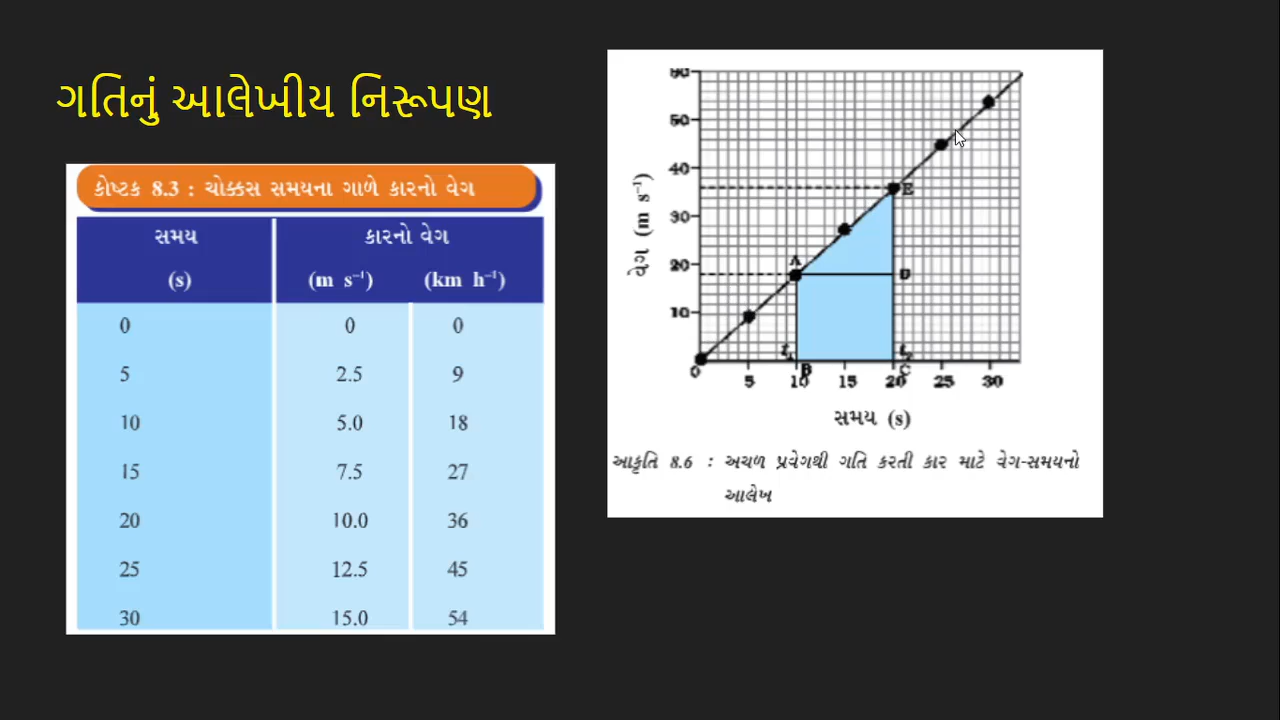 ગતિનું આલેખીય નિરૂપણ
કોષ્ટક 8.3 : ચોક્કસ સમયના ગાળે કારનો વેગ
સમય કારનો વેગ
(s) (m s⁻¹) (km h⁻¹)
0 0 0
5 2.5 9
10 5.0 18
15 7.5 27
20 10.0 36
25 12.5 45
30 15.0 54
વેગ (m s⁻¹)
60
50
40
30
20
10
0 5 10 15 20 25 30
A
E
D
t₁ t₂
B C
સમય (s)
આકૃતિ 8.6 : અચળ પ્રવેગથી ગતિ કરતી કાર માટે વેગ-સમયનો
આલેખ